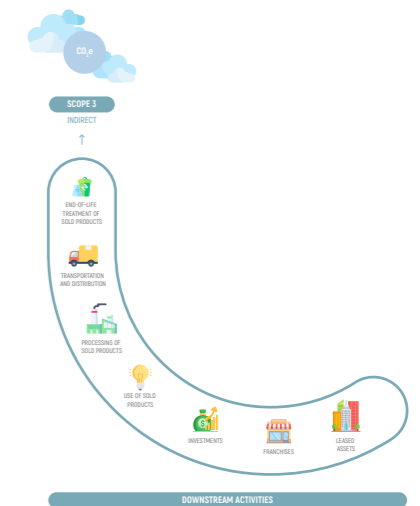 CO₂e
SCOPE 3
INDIRECT
END-OF-LIFE
TREATMENT OF
SOLD PRODUCTS
TRANSPORTATION
AND DISTRIBUTION
PROCESSING OF
SOLD PRODUCTS
USE OF SOLD
PRODUCTS
INVESTMENTS
FRANCHISES
LEASED
ASSETS
DOWNSTREAM ACTIVITIES